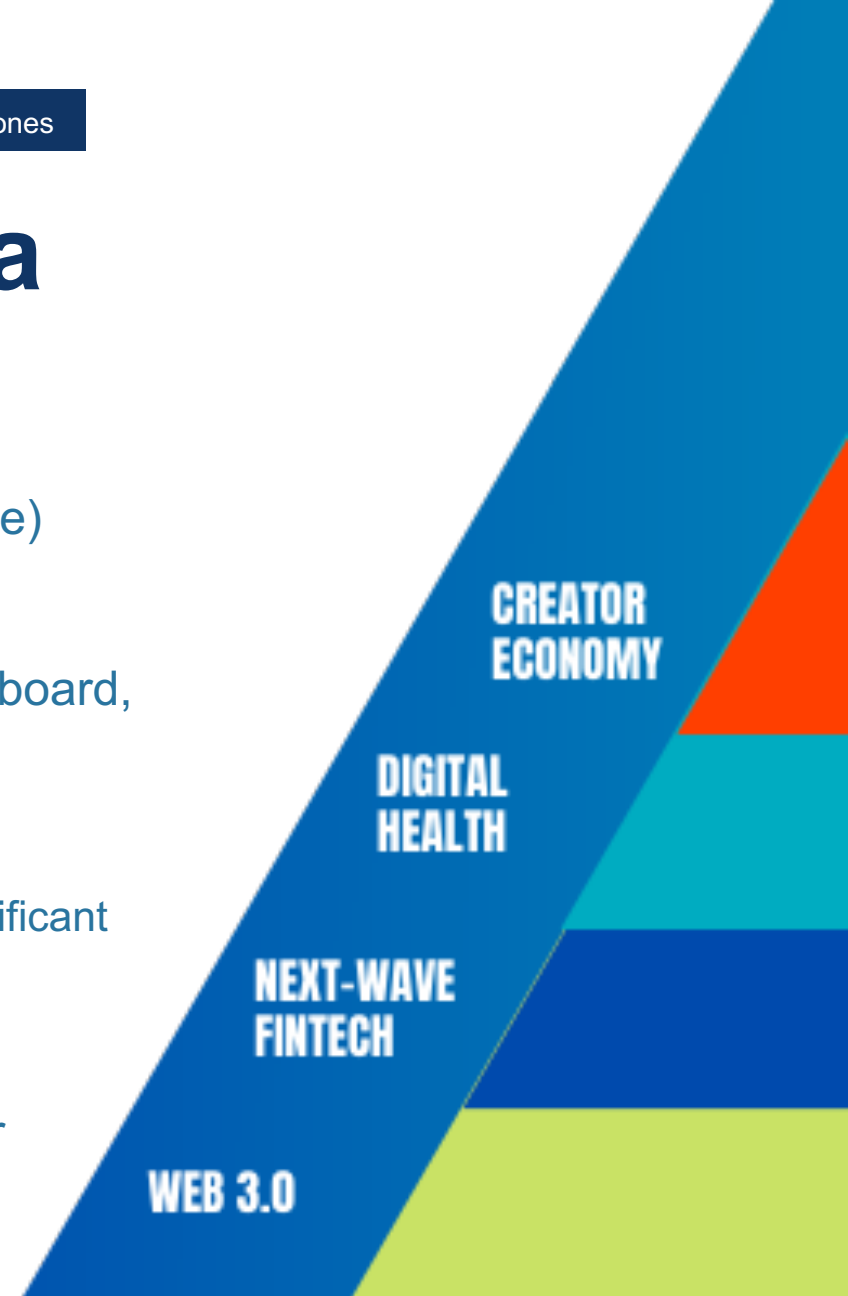 ones
a
e)
CREATOR
ECONOMY
board,
DIGITAL
HEALTH
ificant
NEXT-WAVE
FINTECH
WEB 3.0